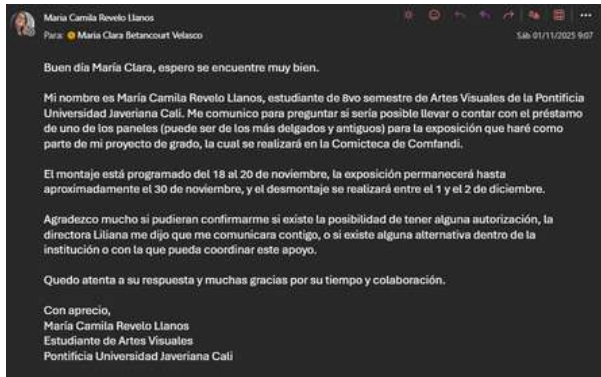 Maria Camila Revelo Llanos
Para: Maria Clara Betancourt Velasco
Sáb 01/11/2025 9:07
Buen día María Clara, espero se encuentre muy bien.
Mi nombre es María Camila Revelo Llanos, estudiante de 8vo semestre de Artes Visuales de la Pontificia
Universidad Javeriana Cali. Me comunico para preguntar si sería posible llevar o contar con el préstamo
de uno de los paneles (puede ser de los más delgados y antiguos) para la exposición que haré como
parte de mi proyecto de grado, la cual se realizará en la Comicteca de Comfandi.
El montaje está programado del 18 al 20 de noviembre, la exposición permanecerá hasta
aproximadamente el 30 de noviembre, y el desmontaje se realizará entre el 1 y el 2 de diciembre.
Agradezco mucho si pudieran confirmarme si existe la posibilidad de tener alguna autorización, la
directora Liliana me dijo que me comunicara contigo, o si existe alguna alternativa dentro de la
institución o con la que pueda coordinar este apoyo.
Quedo atenta a su respuesta y muchas gracias por su tiempo y colaboración.
Con aprecio,
María Camila Revelo Llanos
Estudiante de Artes Visuales
Pontificia Universidad Javeriana Cali